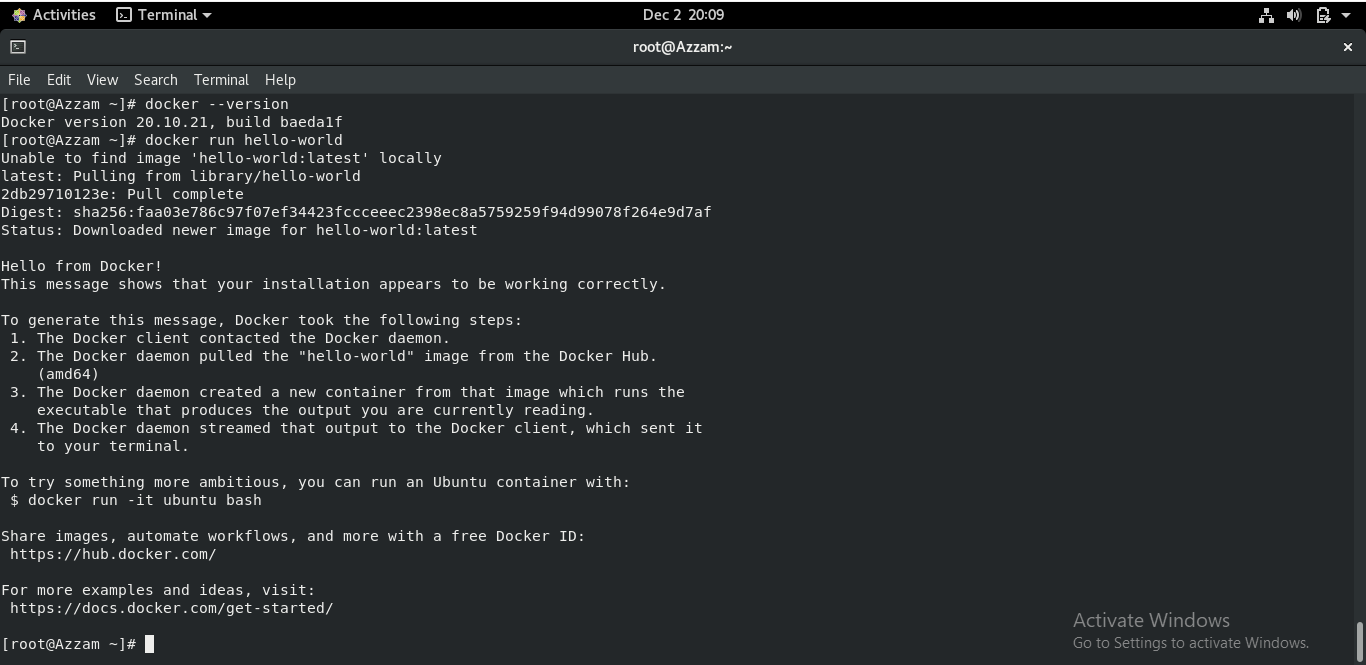 Activities Terminal Dec 2 20:09
root@Azzam:~ ×
File Edit View Search Terminal Help
[root@Azzam ~]# docker --version
Docker version 20.10.21, build baeda1f
[root@Azzam ~]# docker run hello-world
Unable to find image 'hello-world:latest' locally
latest: Pulling from library/hello-world
2db29710123e: Pull complete
Digest: sha256:faa03e786c97f07ef34423fccceeec2398ec8a5759259f94d99078f264e9d7af
Status: Downloaded newer image for hello-world:latest

Hello from Docker!
This message shows that your installation appears to be working correctly.

To generate this message, Docker took the following steps:
 1. The Docker client contacted the Docker daemon.
 2. The Docker daemon pulled the "hello-world" image from the Docker Hub.
    (amd64)
 3. The Docker daemon created a new container from that image which runs the
    executable that produces the output you are currently reading.
 4. The Docker daemon streamed that output to the Docker client, which sent it
    to your terminal.

To try something more ambitious, you can run an Ubuntu container with:
 $ docker run -it ubuntu bash

Share images, automate workflows, and more with a free Docker ID:
 https://hub.docker.com/

For more examples and ideas, visit:
 https://docs.docker.com/get-started/

[root@Azzam ~]#
Activate Windows
Go to Settings to activate Windows.